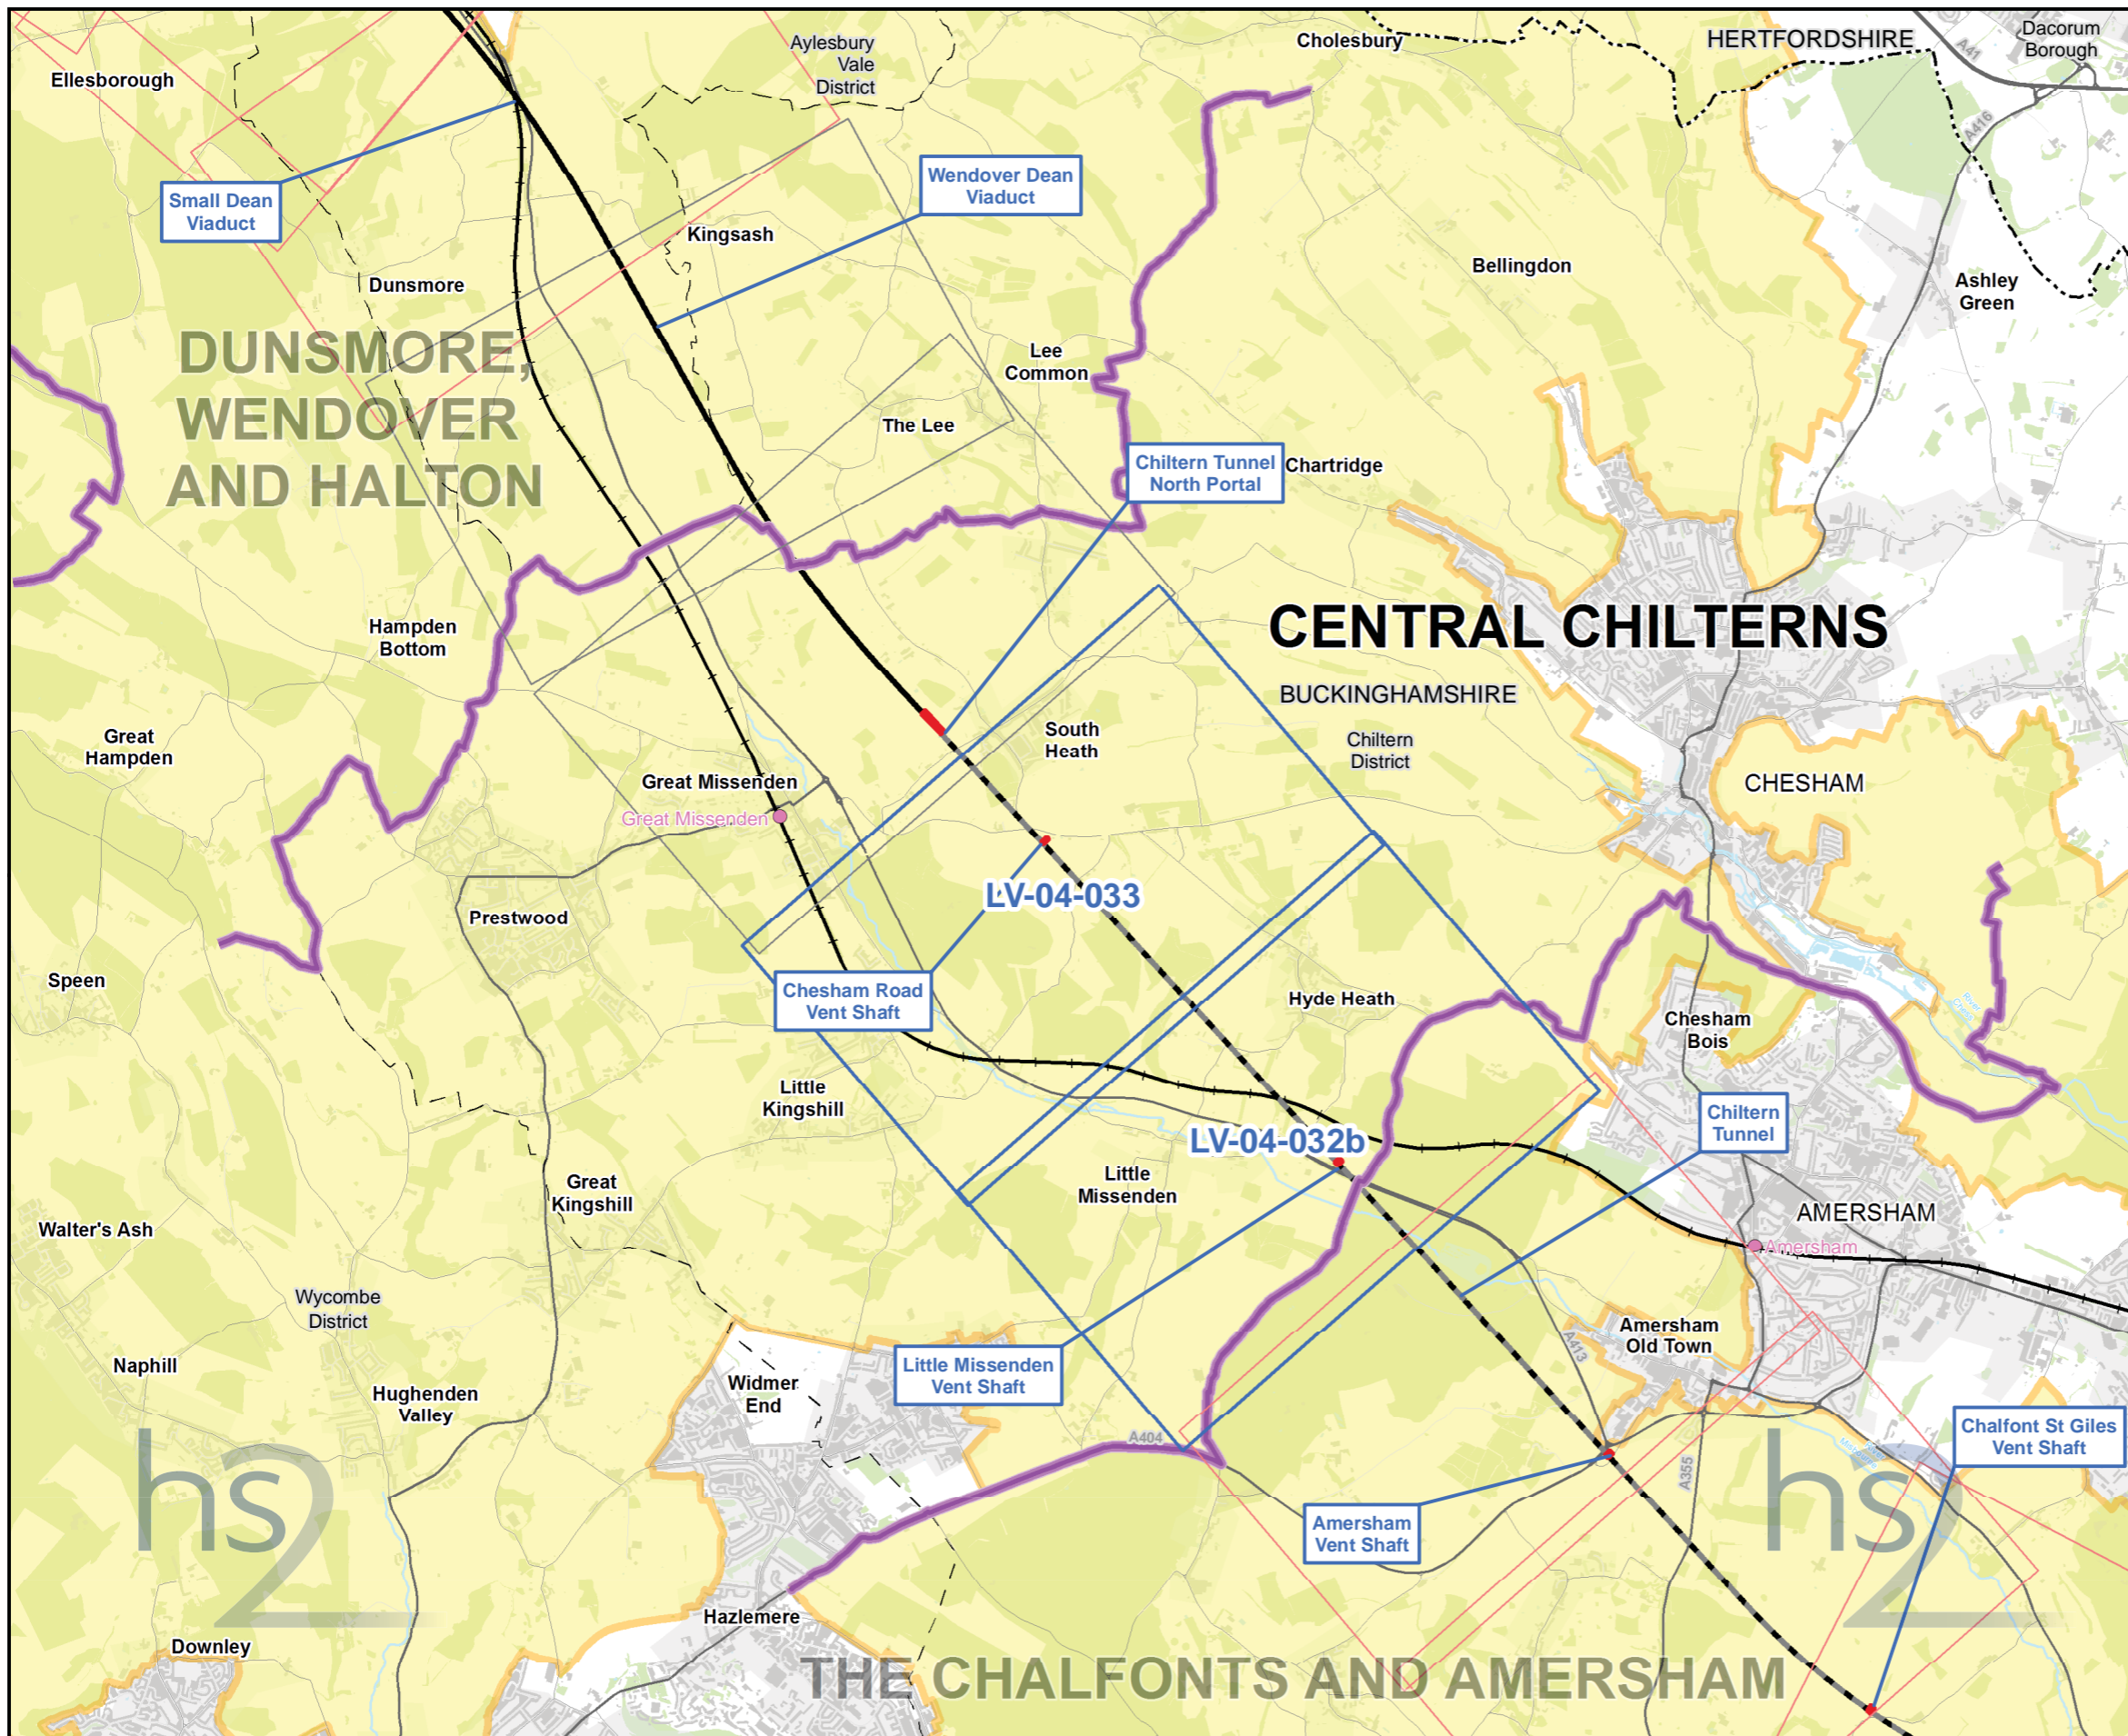 HERTFORDSHIRE
Dacorum
Borough
Cholesbury
Aylesbury
Vale
District
Ellesborough
A41
A416
Small Dean
Viaduct
Wendover Dean
Viaduct
Kingsash
Bellingdon
Ashley
Green
Dunsmore
DUNSMORE,
WENDOVER
AND HALTON
Lee
Common
The Lee
Chiltern Tunnel
North Portal
Chartridge
CENTRAL CHILTERNS
BUCKINGHAMSHIRE
Chiltern
District
Hampden
Bottom
Great
Hampden
South
Heath
Great Missenden
Great Missenden
CHESHAM
LV-04-033
Prestwood
Speen
Chesham Road
Vent Shaft
Hyde Heath
Chesham
Bois
River
Chess
Little
Kingshill
Chiltern
Tunnel
LV-04-032b
Little
Missenden
Great
Kingshill
Walter's Ash
AMERSHAM
Amersham
Wycombe
District
Amersham
Old Town
A413
Naphill
Hughenden
Valley
Widmer
End
Little Missenden
Vent Shaft
A404
Chalfont St Giles
Vent Shaft
A355
hs2
hs2
Amersham
Vent Shaft
Hazlemere
Downley
THE CHALFONTS AND AMERSHAM